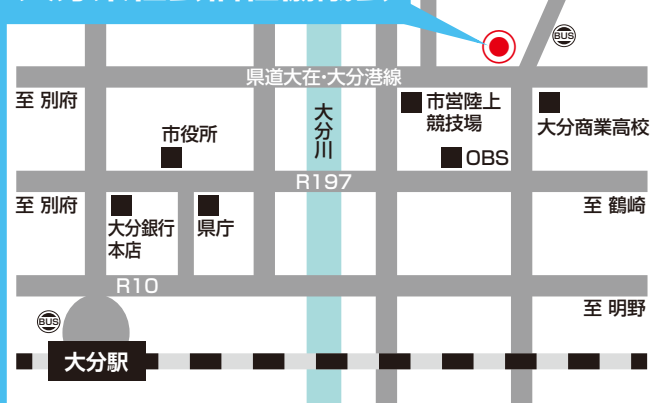 BUS
県道大在・大分港線
至 別府
市営陸上
競技場
大分商業高校
大分川
市役所
OBS
R197
至 別府
大分銀行
本店
県庁
至 鶴崎
R10
至 明野
BUS
大分駅